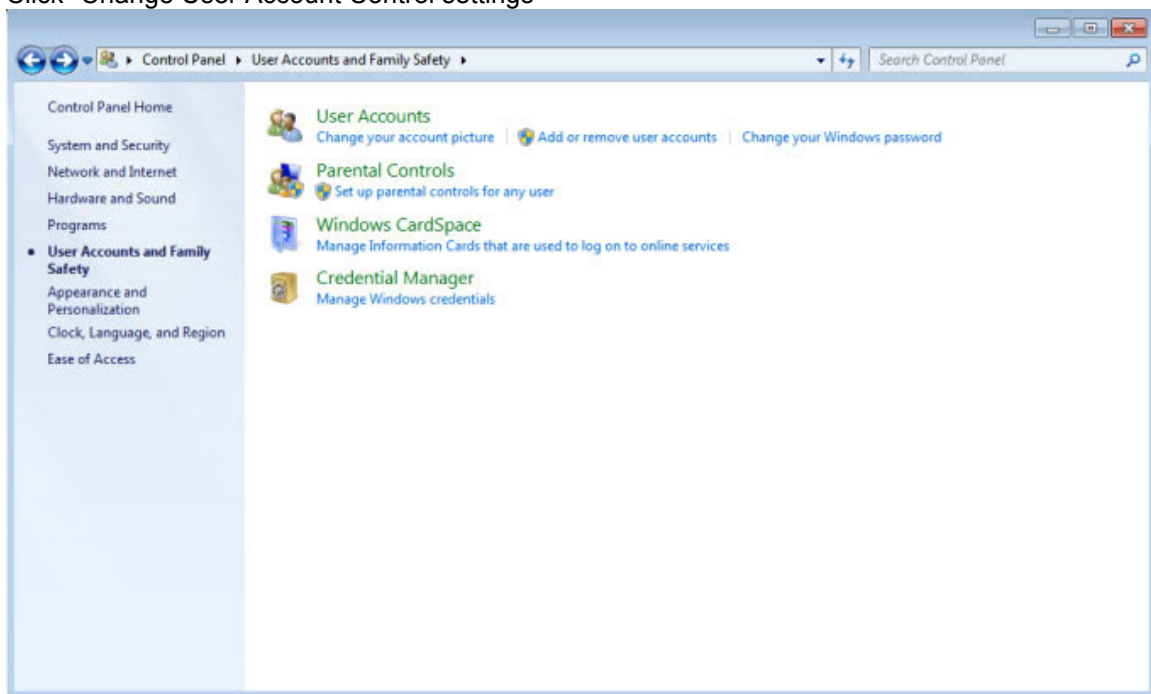 Click "Change User Account Control settings"
Control Panel ▸ User Accounts and Family Safety ▸
Search Control Panel
Control Panel Home
System and Security
Network and Internet
Hardware and Sound
Programs
User Accounts and Family
Safety
Appearance and
Personalization
Clock, Language, and Region
Ease of Access
User Accounts
Change your account picture | Add or remove user accounts | Change your Windows password
Parental Controls
Set up parental controls for any user
Windows CardSpace
Manage Information Cards that are used to log on to online services
Credential Manager
Manage Windows credentials